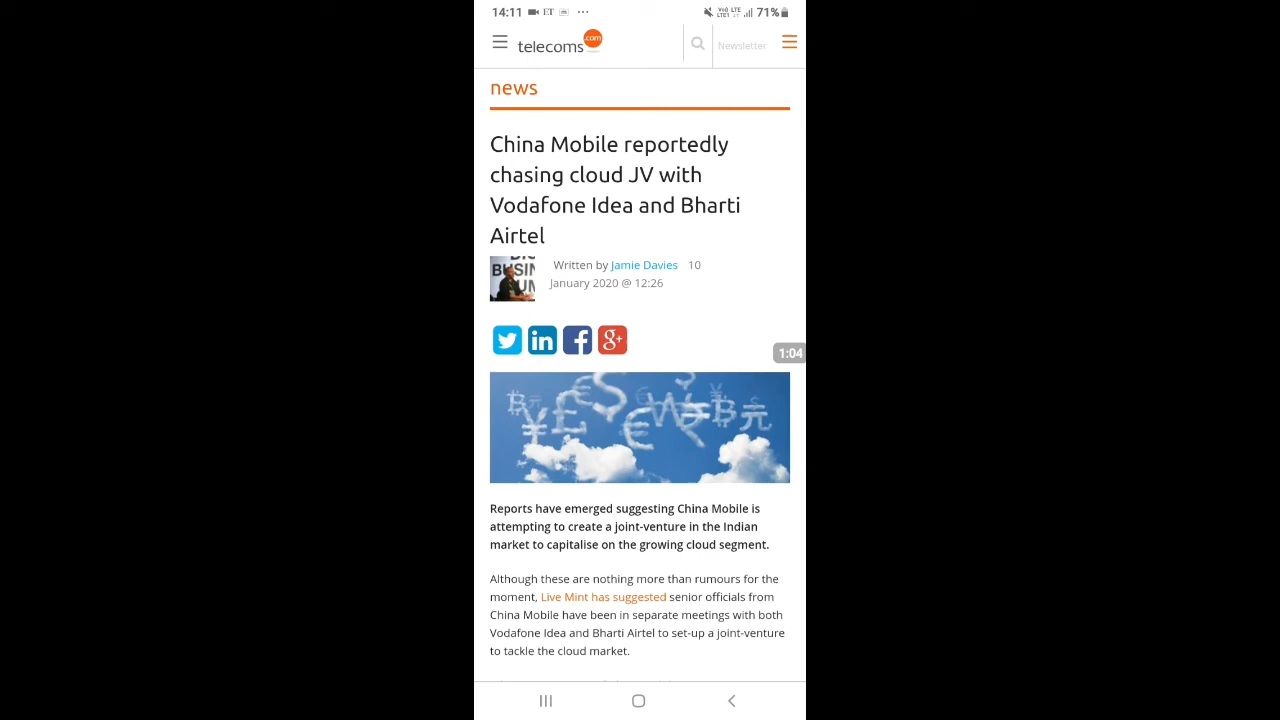 14:11 ET ... 71%
telecoms.com
Newsletter
news
China Mobile reportedly
chasing cloud JV with
Vodafone Idea and Bharti
Airtel
Written by Jamie Davies 10
January 2020 @ 12:26
1:04
Reports have emerged suggesting China Mobile is
attempting to create a joint-venture in the Indian
market to capitalise on the growing cloud segment.
Although these are nothing more than rumours for the
moment, Live Mint has suggested senior officials from
China Mobile have been in separate meetings with both
Vodafone Idea and Bharti Airtel to set-up a joint-venture
to tackle the cloud market.